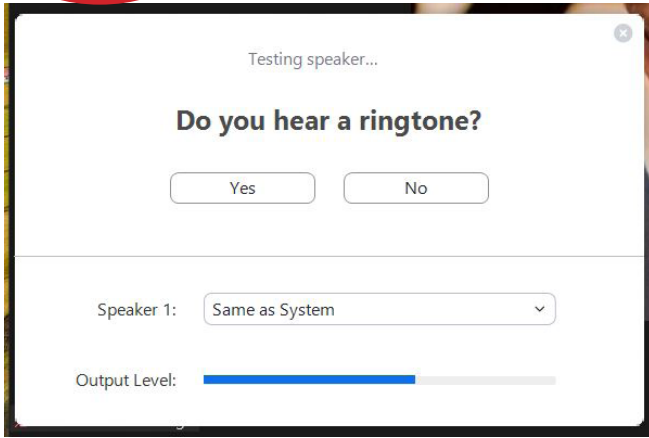 Testing speaker...
Do you hear a ringtone?
Yes No
Speaker 1: Same as System
Output Level: